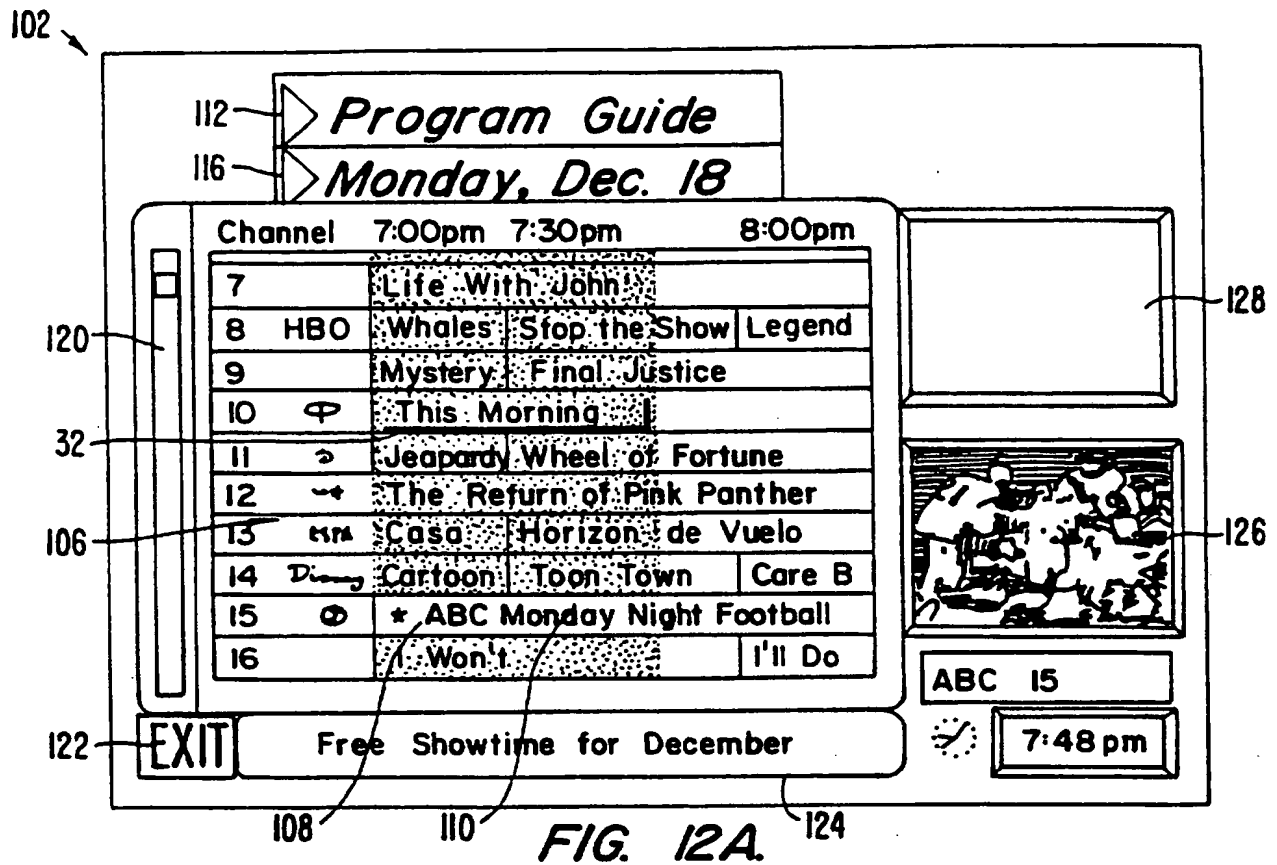 102
112 Program Guide
116 Monday, Dec. 18
Channel 7:00pm 7:30pm 8:00pm
7 Life With John
8 HBO Whales Stop the Show Legend
9 Mystery Final Justice
10 This Morning
32
11 Jeapardy Wheel of Fortune
12 The Return of Pink Panther
13 Casa Horizon de Vuelo
14 Disney Cartoon Toon Town Care B
15 * ABC Monday Night Football
16 I Won't I'll Do
120
106
128
126
ABC 15
7:48 pm
122 EXIT Free Showtime for December
108 110 124
FIG. 12A.